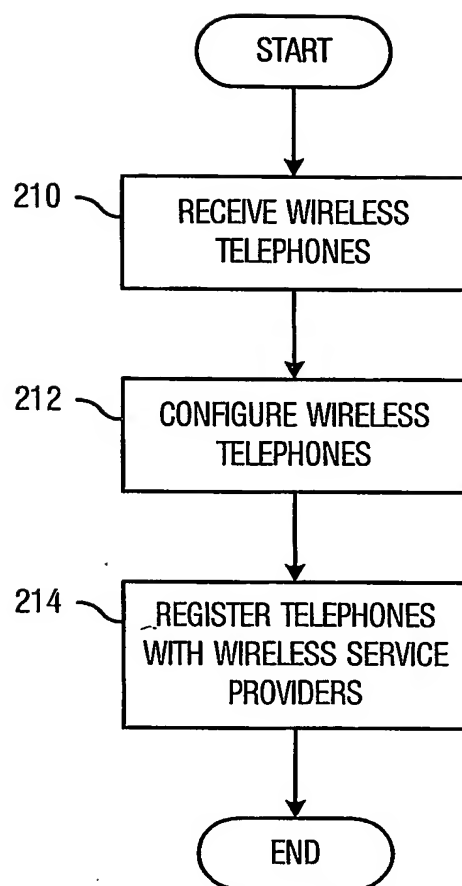 START
210
RECEIVE WIRELESS
TELEPHONES
212
CONFIGURE WIRELESS
TELEPHONES
214
REGISTER TELEPHONES
WITH WIRELESS SERVICE
PROVIDERS
END